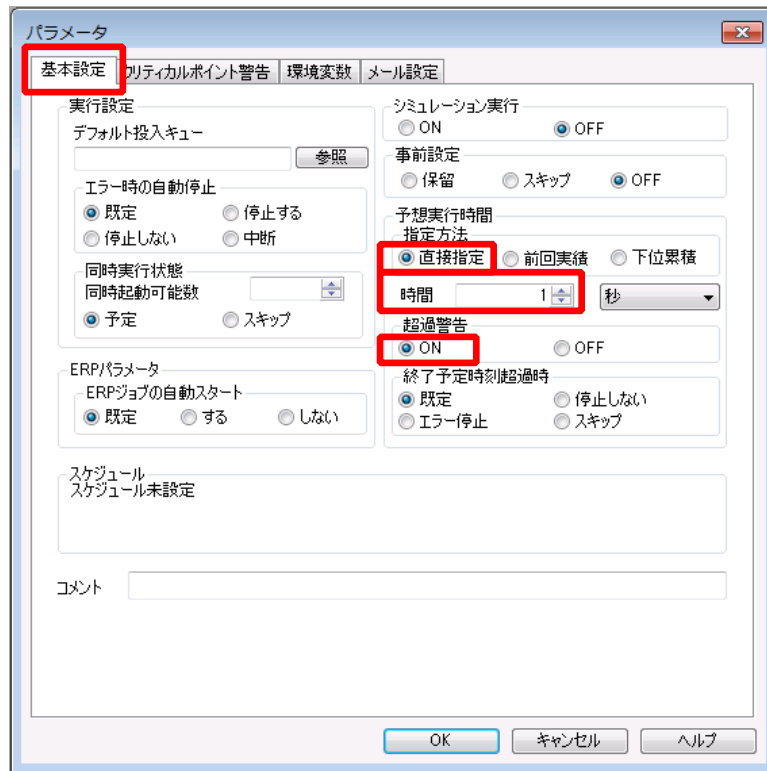 パラメータ
基本設定 クリティカルポイント警告 環境変数 メール設定
実行設定
デフォルト投入キュー
参照
エラー時の自動停止
既定 停止する
停止しない 中断
同時実行状態
同時起動可能数
予定 スキップ
ERPパラメータ
ERPジョブの自動スタート
既定 する しない
シミュレーション実行
ON OFF
事前設定
保留 スキップ OFF
予想実行時間
指定方法
直接指定 前回実績 下位累積
時間 1 秒
超過警告
ON OFF
終了予定時刻超過時
既定 停止しない
エラー停止 スキップ
スケジュール
スケジュール未設定
コメント
OK キャンセル ヘルプ